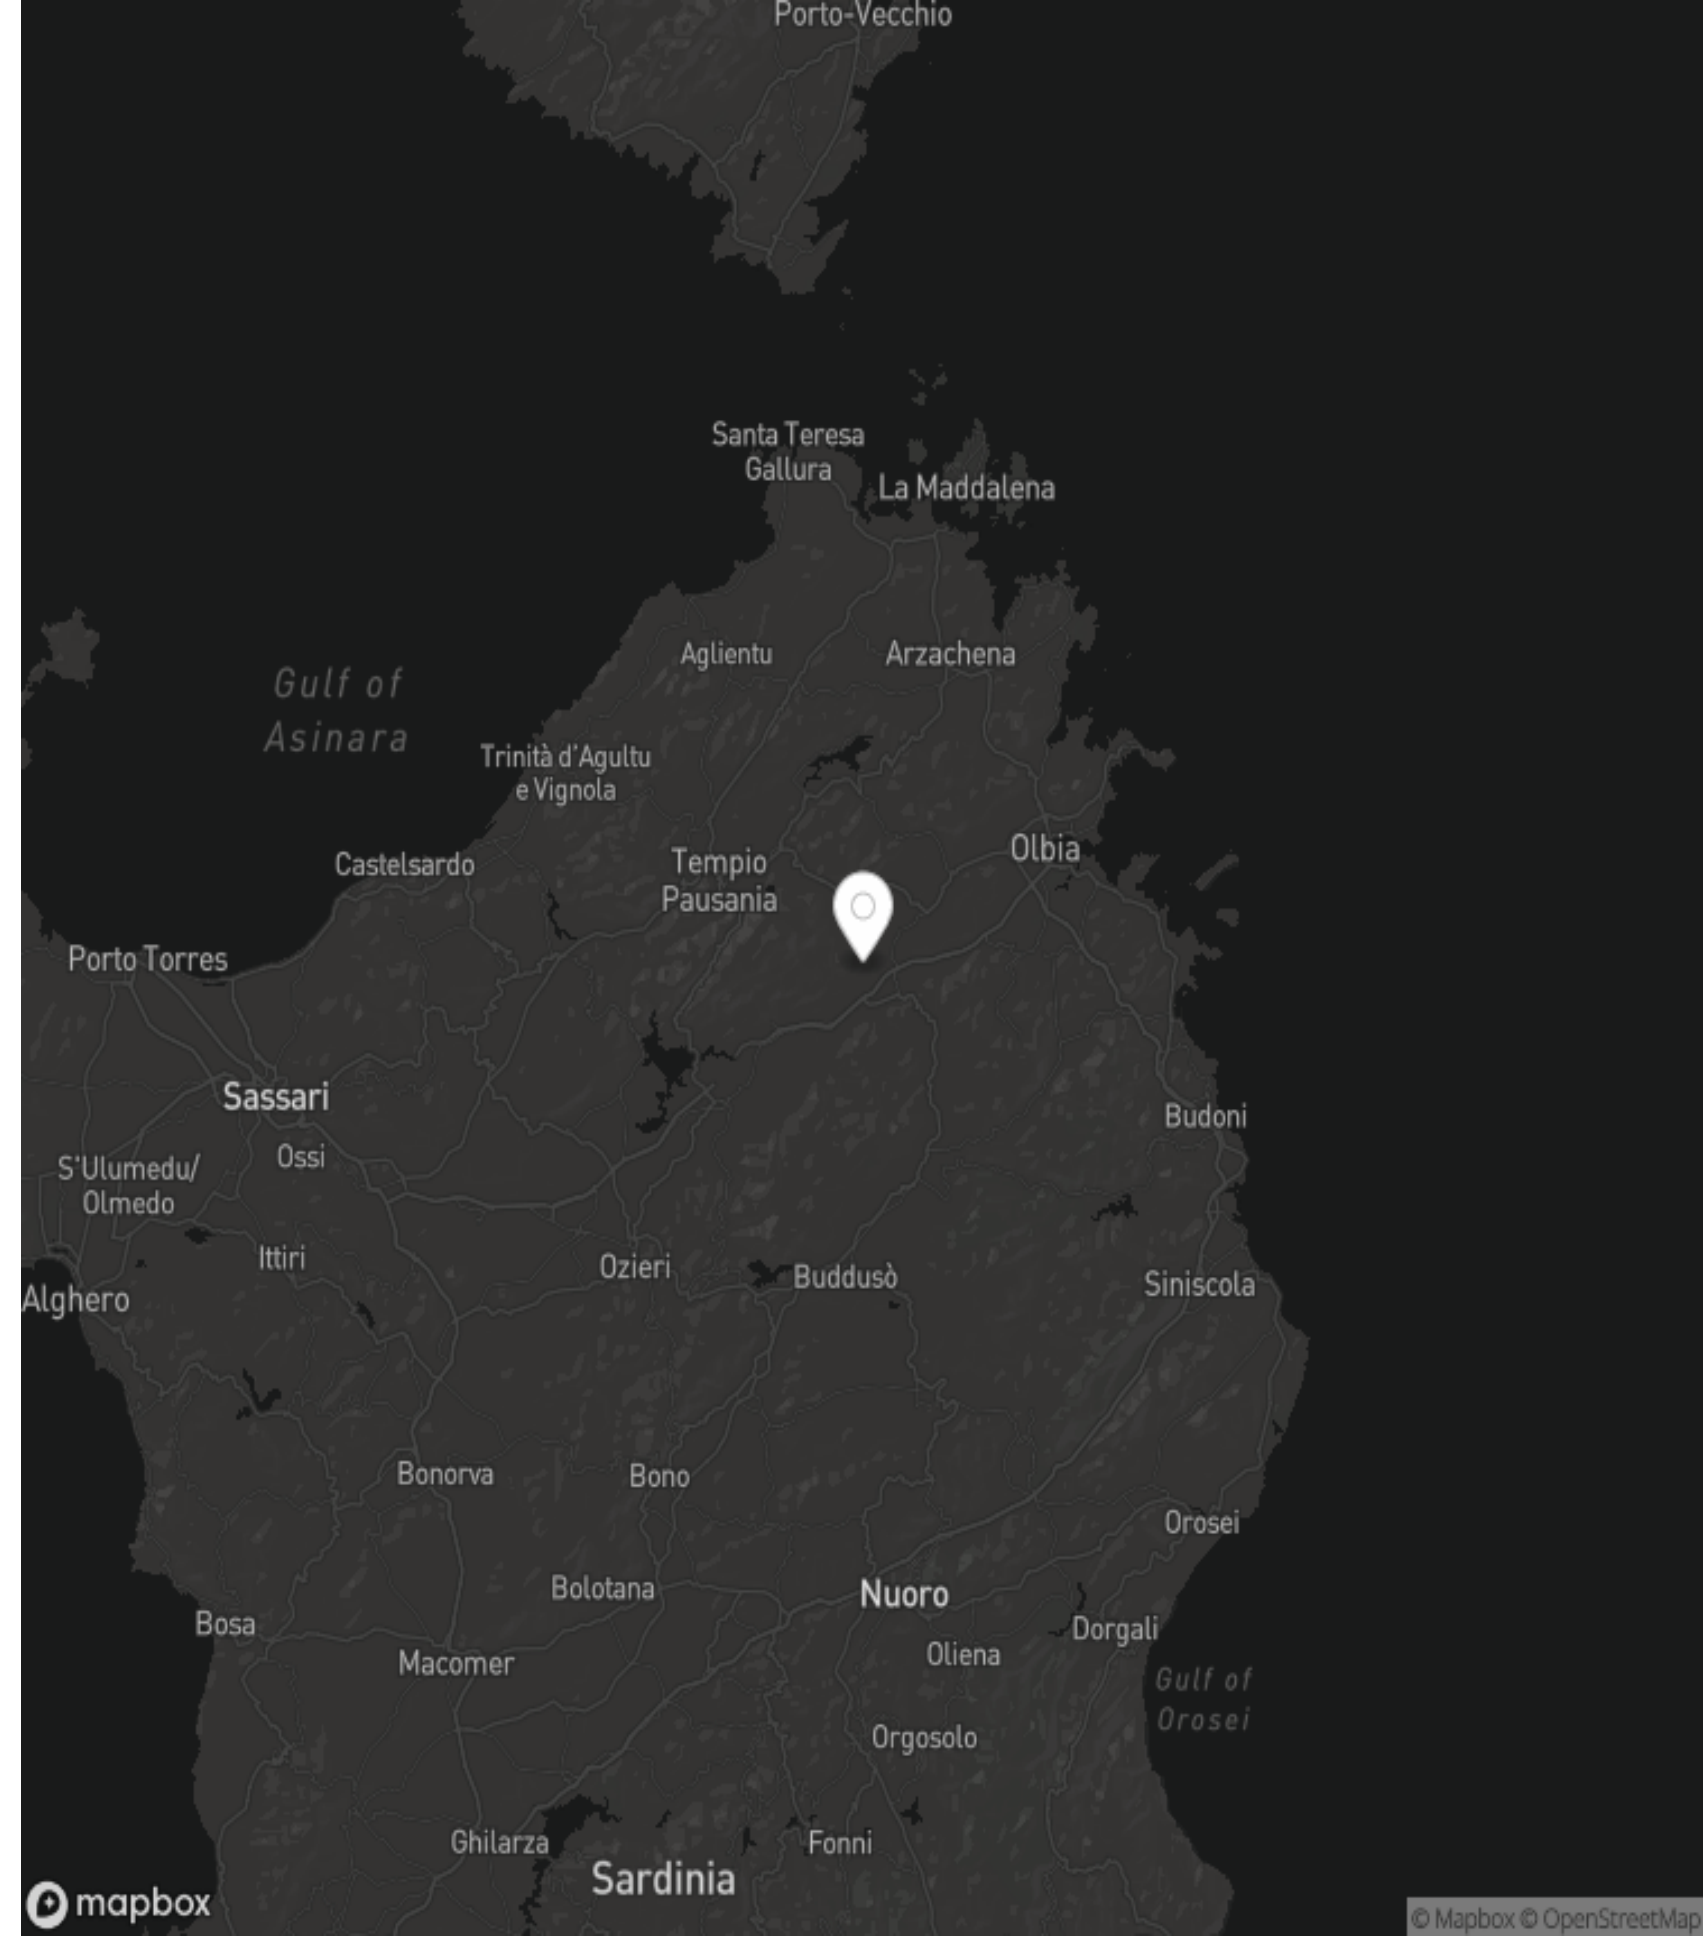 Porto-Vecchio
Santa Teresa
Gallura
La Maddalena
Aglientu
Arzachena
Gulf of
Asinara
Trinità d'Agultu
e Vignola
Olbia
Castelsardo
Tempio
Pausania
Porto Torres
Sassari
Budoni
Ossi
S'Ulumedu/
Olmedo
Ittiri
Ozieri
Buddusò
Siniscola
Alghero
Bonorva
Bono
Orosei
Bolotana
Nuoro
Bosa
Dorgali
Macomer
Oliena
Gulf of
Orosei
Orgosolo
Ghilarza
Fonni
Sardinia
mapbox
© Mapbox © OpenStreetMap